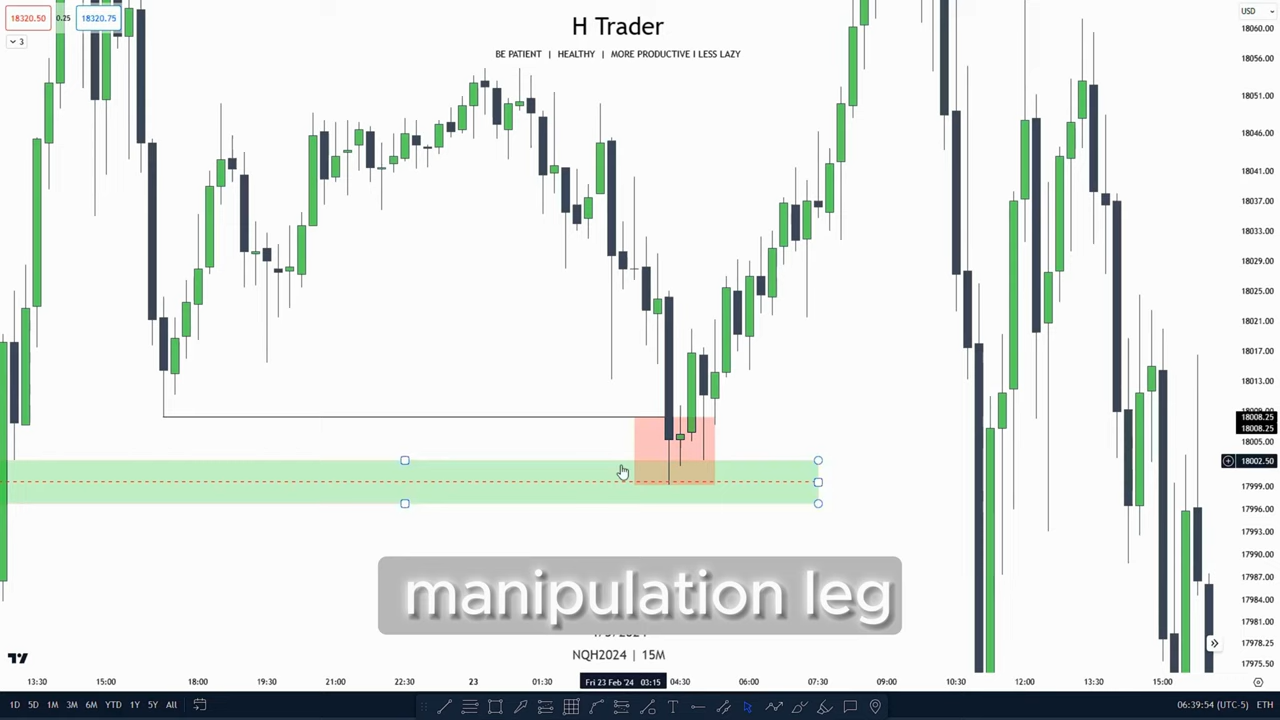 18320.50 0.25 18320.75
3
H Trader
BE PATIENT | HEALTHY | MORE PRODUCTIVE I LESS LAZY
USD
18060.00
18056.00
18051.00
18046.00
18041.00
18037.00
18033.00
18029.00
18025.00
18021.00
18017.00
18013.00
18008.25
18008.25
18005.00
18002.50
17999.00
17996.00
17993.00
17990.00
17987.00
17984.00
17981.00
17978.25
17975.50
manipulation leg
NQH2024 | 15M
13:30 15:00 18:00 19:30 21:00 22:30 23 01:30 Fri 23 Feb '24 03:15 04:30 06:00 07:30 09:00 10:30 12:00 13:30 15:00
1D 5D 1M 3M 6M YTD 1Y 5Y All
06:39:54 (UTC-5) ETH